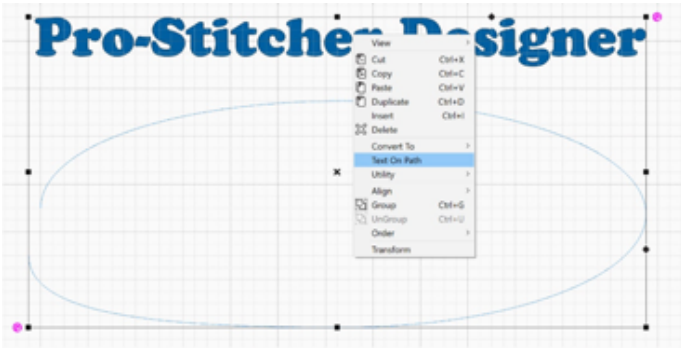 Pro-Stitcher Designer
View
Cut Ctrl+X
Copy Ctrl+C
Paste Ctrl+V
Duplicate Ctrl+D
Insert Ctrl+I
Delete
Convert To
Text On Path
Utility
Align
Group Ctrl+G
UnGroup Ctrl+U
Order
Transform